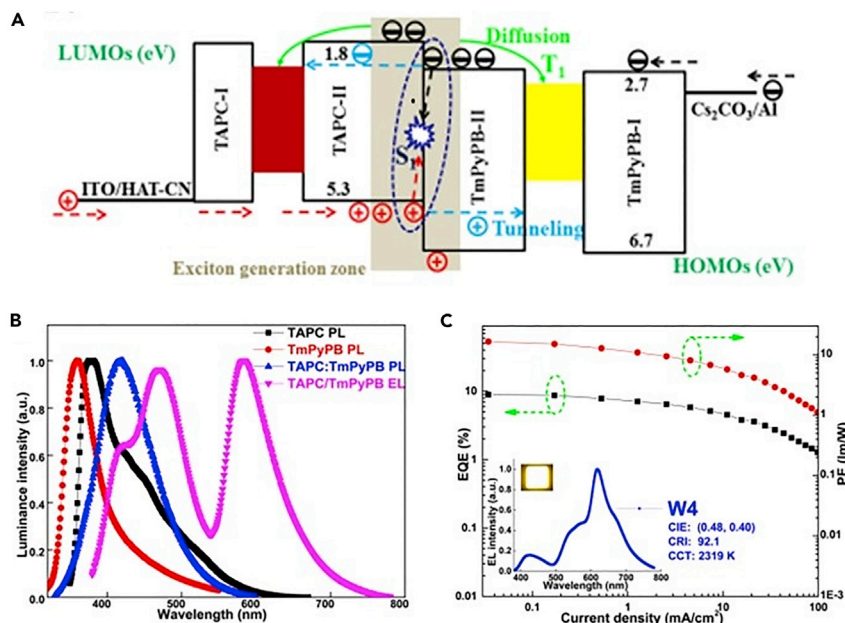 A
LUMOs (eV)
Diffusion
T₁
1.8
2.7
Cs₂CO₃/Al
TAPC-I
TAPC-II
S₁
TmPyPB-II
TmPyPB-I
ITO/HAT-CN
5.3
Tunneling
6.7
Exciton generation zone
HOMOs (eV)
B
Luminance intensity (a.u.)
1.0
0.8
0.6
0.4
0.2
0.0
TAPC PL
TmPyPB PL
TAPC:TmPyPB PL
TAPC/TmPyPB EL
400
500
600
700
800
Wavelength (nm)
C
EQE (%)
100
10
1
0.1
0.01
PE (lm/W)
100
10
1
0.1
0.01
1E-3
EL intensity (a.u.)
1.0
0.8
0.6
0.4
0.2
0.0
400
500
600
700
800
Wavelength (nm)
W4
CIE: (0.48, 0.40)
CRI: 92.1
CCT: 2319 K
0.1
1
10
100
Current density (mA/cm²)